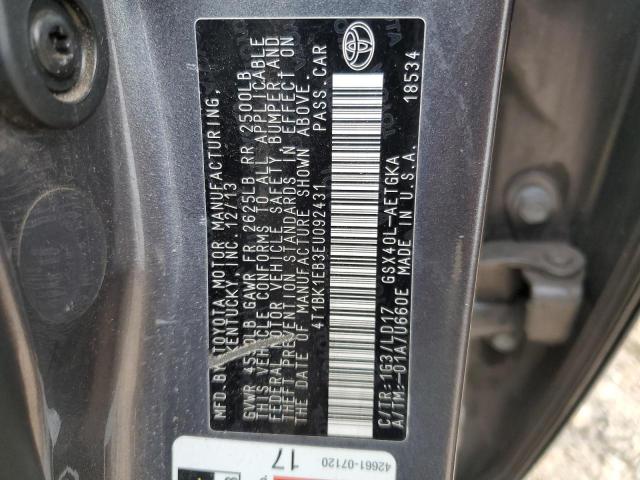 MFD. BY:TOYOTA MOTOR MANUFACTURING,
KENTUCKY, INC. 12/13
GVWR 4550LB GAWR FR 2625LB RR 2500LB
THIS VEHICLE CONFORMS TO ALL APPLICABLE
FEDERAL MOTOR VEHICLE SAFETY BUMPER AND
THEFT PREVENTION STANDARDS IN EFFECT ON
THE DATE OF MANUFACTURE SHOWN ABOVE.
4T1BK1EB3EU092431 PASS.CAR
C/TR:1G3/LD17 GSX40L-AETGKA
A/TM:-01A/U660E MADE IN U.S.A.
18534
42661-07120
17